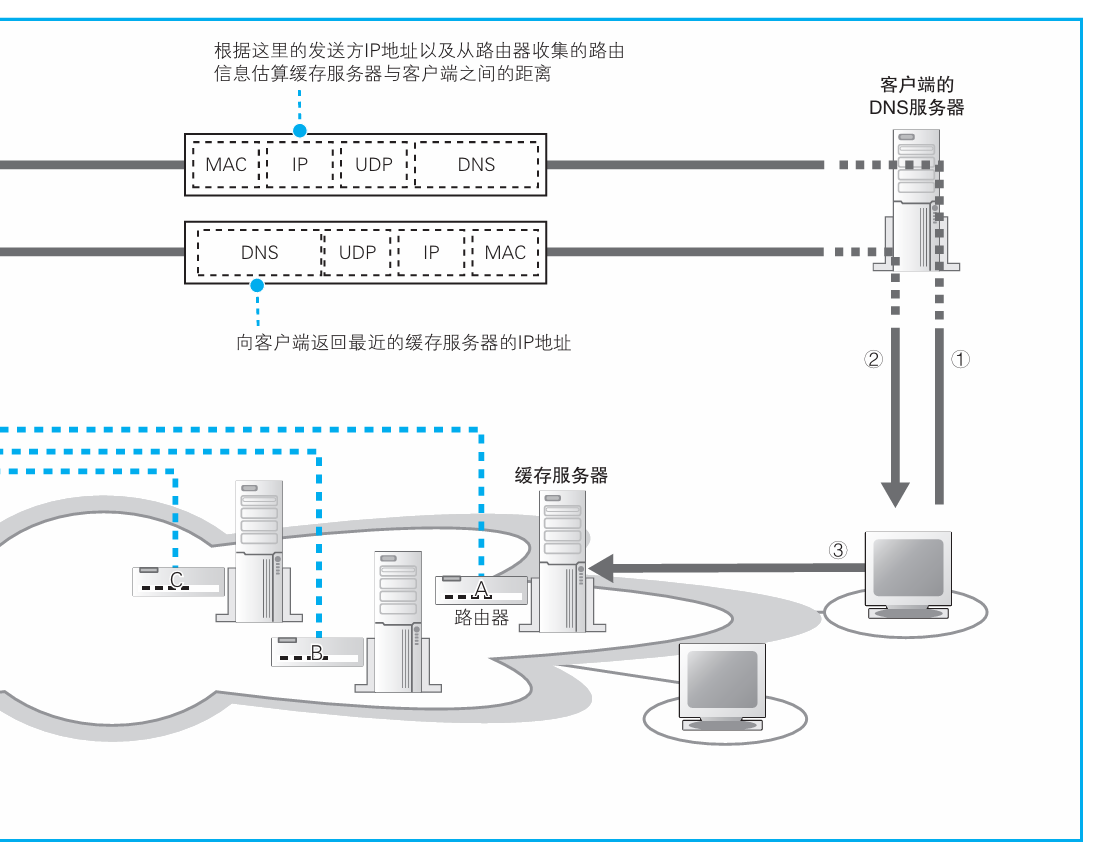 根据这里的发送方IP地址以及从路由器收集的路由
信息估算缓存服务器与客户端之间的距离
客户端的
DNS服务器
MAC IP UDP DNS
DNS UDP IP MAC
向客户端返回最近的缓存服务器的IP地址
② ①
缓存服务器
③
C
A
路由器
B